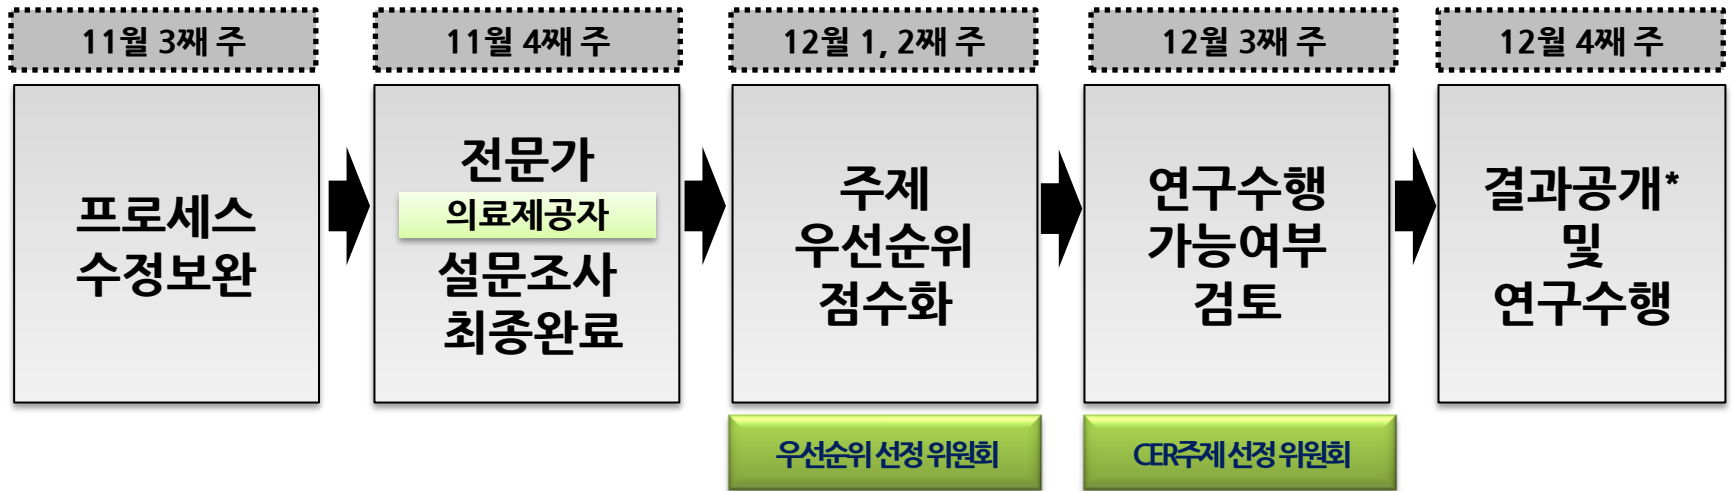 11월 3째 주
11월 4째 주
12월 1, 2째 주
12월 3째 주
12월 4째 주
프로세스
수정보완
전문가
의료제공자
설문조사
최종완료
주제
우선순위
점수화
연구수행
가능여부
검토
결과공개*
및
연구수행
우선순위 선정 위원회
CER주제 선정 위원회